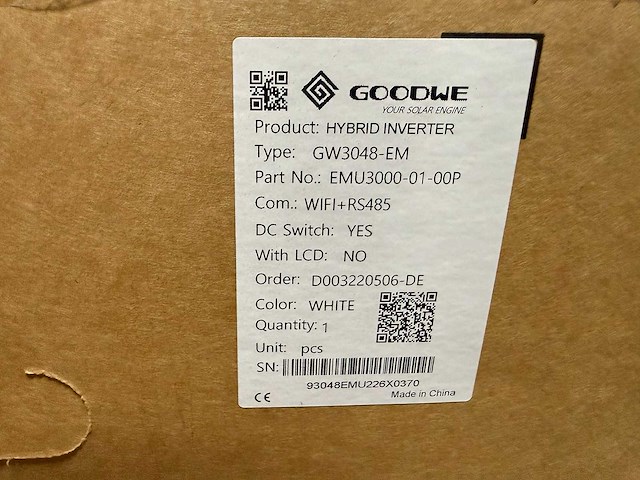 GOODWE
YOUR SOLAR ENGINE
Product: HYBRID INVERTER
Type: GW3048-EM
Part No.: EMU3000-01-00P
Com.: WIFI+RS485
DC Switch: YES
With LCD: NO
Order: D003220506-DE
Color: WHITE
Quantity: 1
Unit: pcs
SN:
93048EMU226X0370
CE Made in China